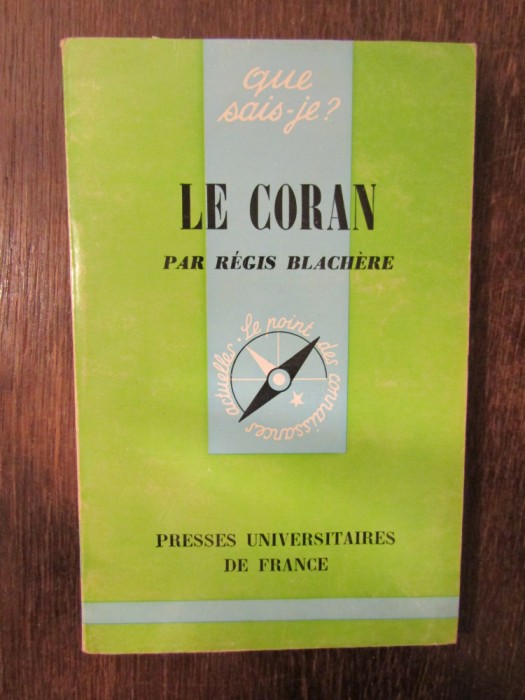 que
sais-je?
LE CORAN
PAR RÉGIS BLACHÈRE
Le point des connaissances actuelles.
PRESSES UNIVERSITAIRES
DE FRANCE